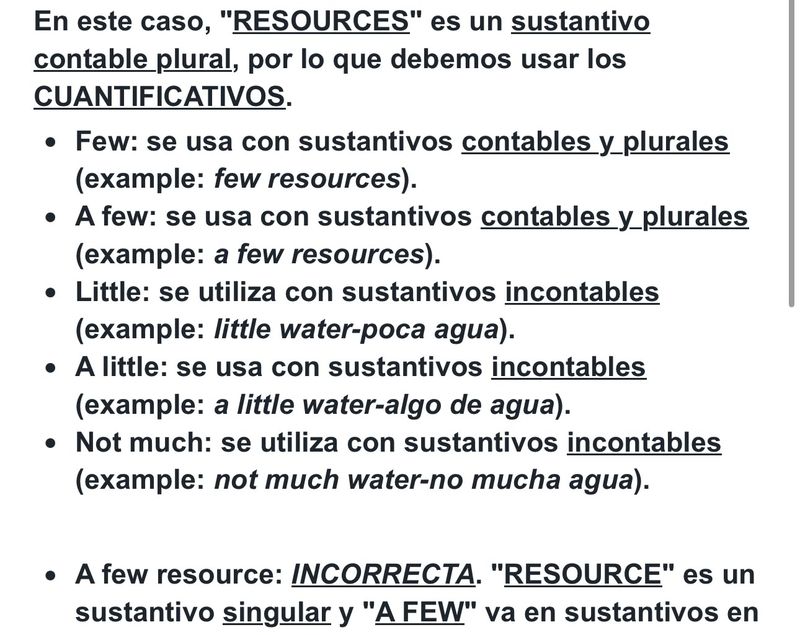 En este caso, "RESOURCES" es un sustantivo
contable plural, por lo que debemos usar los
CUANTIFICATIVOS.
• Few: se usa con sustantivos contables y plurales
(example: few resources).
• A few: se usa con sustantivos contables y plurales
(example: a few resources).
• Little: se utiliza con sustantivos incontables
(example: little water-poca agua).
• A little: se usa con sustantivos incontables
(example: a little water-algo de agua).
• Not much: se utiliza con sustantivos incontables
(example: not much water-no mucha agua).
• A few resource: INCORRECTA. "RESOURCE" es un
sustantivo singular y "A FEW" va en sustantivos en